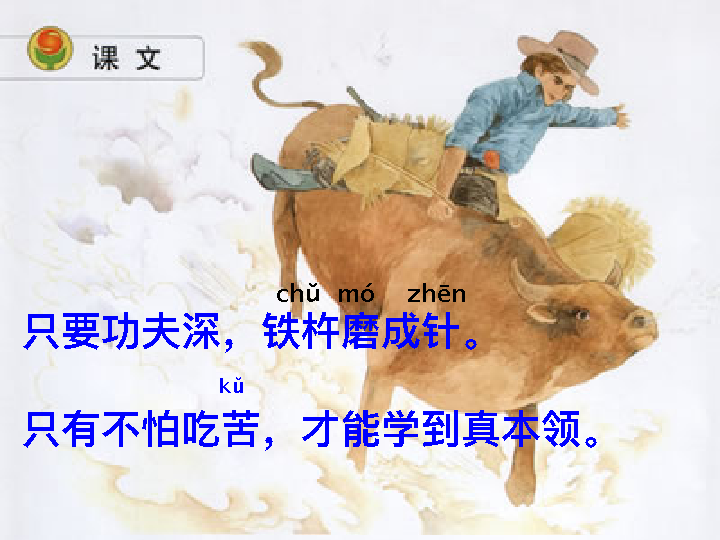 课 文
chǔ mó zhēn
只要功夫深，铁杵磨成针。
kǔ
只有不怕吃苦，才能学到真本领。